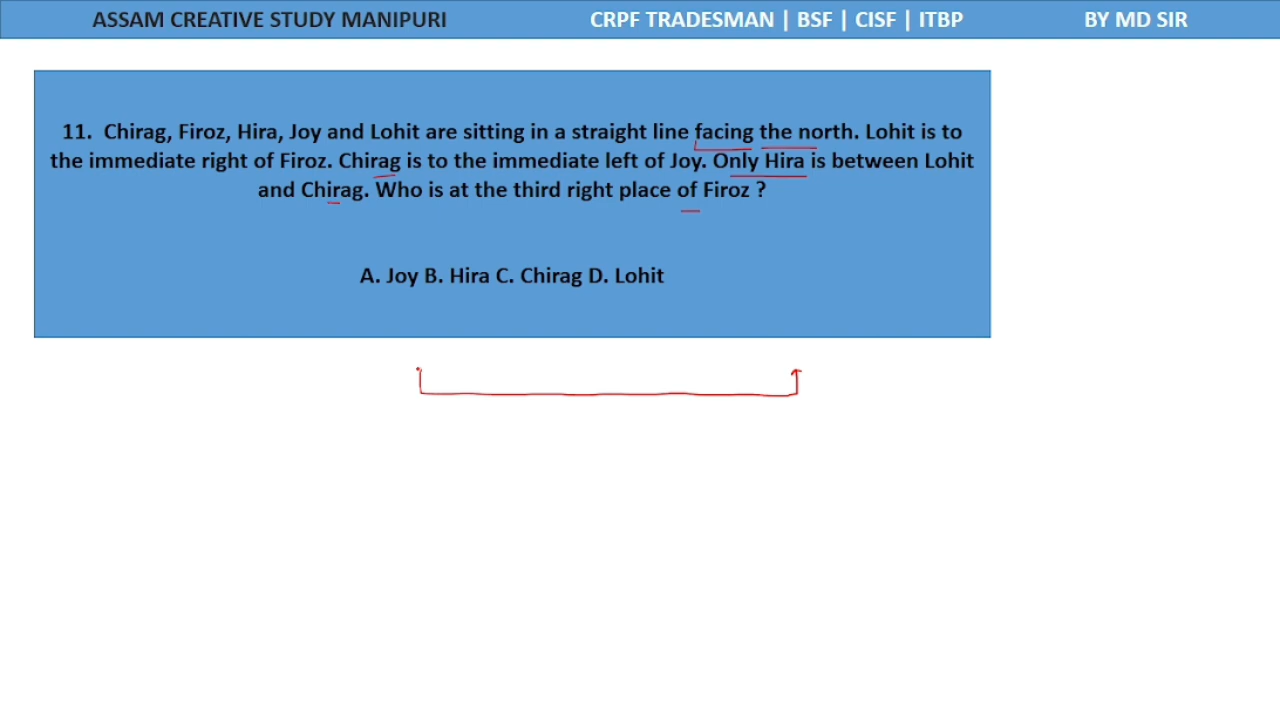 ASSAM CREATIVE STUDY MANIPURI CRPF TRADESMAN | BSF | CISF | ITBP BY MD SIR
11. Chirag, Firoz, Hira, Joy and Lohit are sitting in a straight line facing the north. Lohit is to
the immediate right of Firoz. Chirag is to the immediate left of Joy. Only Hira is between Lohit
and Chirag. Who is at the third right place of Firoz ?
A. Joy B. Hira C. Chirag D. Lohit